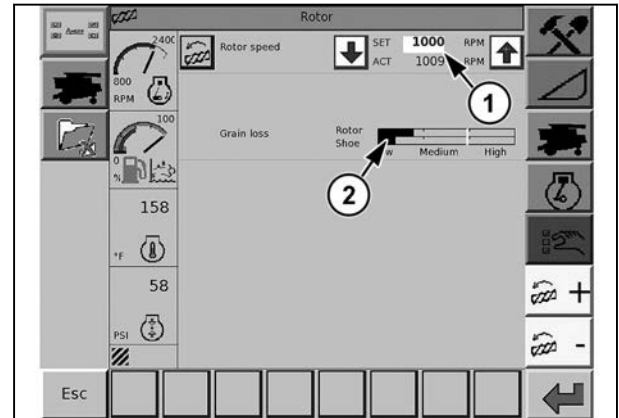 Rotor
2400
800
RPM
Rotor speed
SET 1000 RPM
ACT 1009 RPM
1
100
0
%
Grain loss
Rotor
Shoe
w Medium High
2
158
°F
58
PSI
+
-
Esc